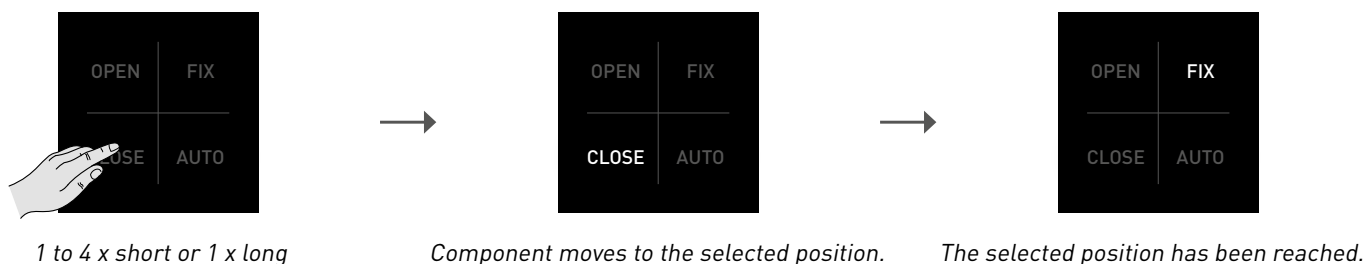 OPEN FIX OPEN FIX OPEN FIX
CLOSE AUTO CLOSE AUTO CLOSE AUTO
1 to 4 x short or 1 x long Component moves to the selected position. The selected position has been reached.